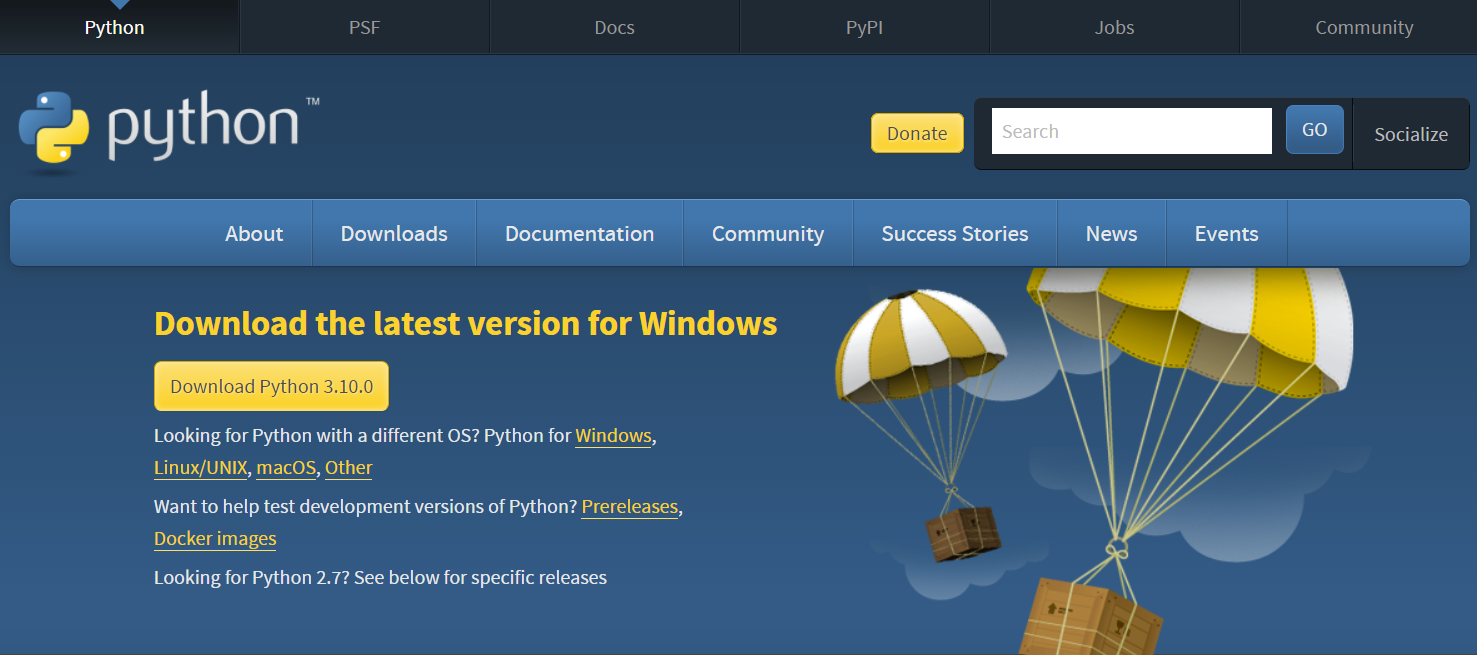 Python PSF Docs PyPI Jobs Community
python™
Donate Search GO Socialize
About Downloads Documentation Community Success Stories News Events
Download the latest version for Windows
Download Python 3.10.0
Looking for Python with a different OS? Python for Windows,
Linux/UNIX, macOS, Other
Want to help test development versions of Python? Prereleases,
Docker images
Looking for Python 2.7? See below for specific releases